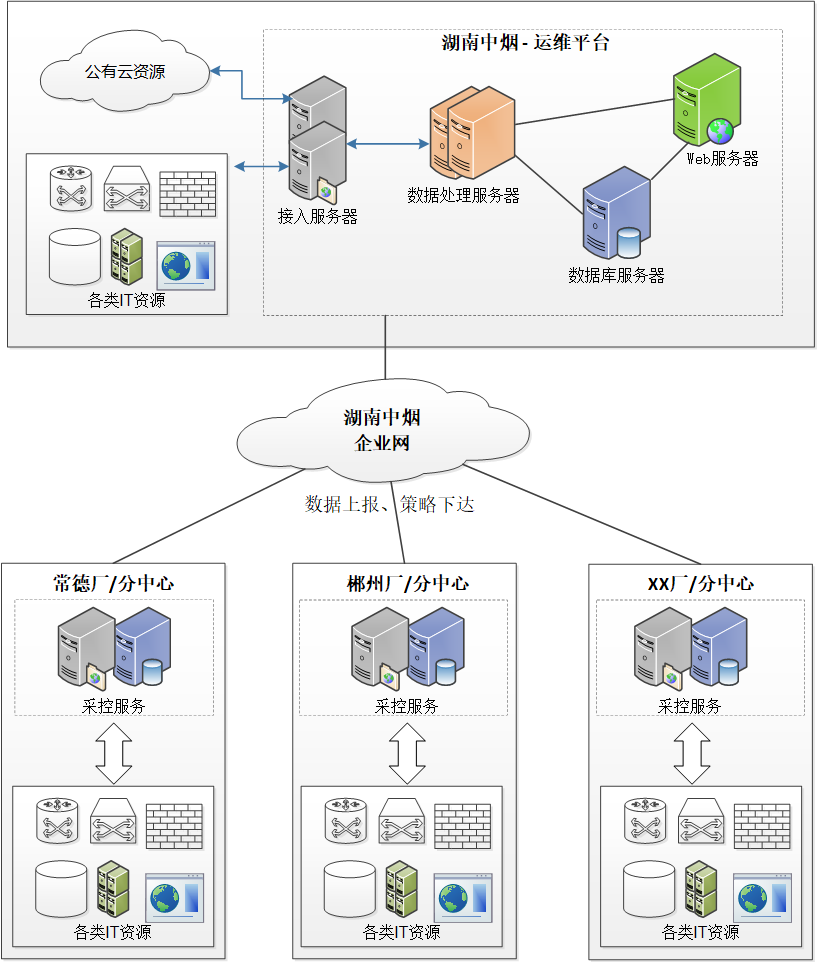 湖南中烟 - 运维平台
公有云资源
Web服务器
数据处理服务器
接入服务器
数据库服务器
各类IT资源
湖南中烟
企业网
数据上报、策略下达
常德厂/分中心
郴州厂/分中心
XX厂/分中心
采控服务
采控服务
采控服务
各类IT资源
各类IT资源
各类IT资源